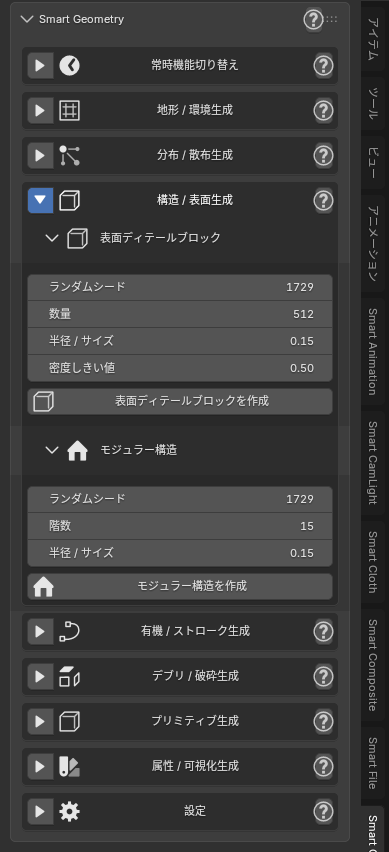 Smart Geometry
常時機能切り替え
地形 / 環境生成
分布 / 散布生成
構造 / 表面生成
表面ディテールブロック
ランダムシード 1729
数量 512
半径 / サイズ 0.15
密度しきい値 0.50
表面ディテールブロックを作成
モジュラー構造
ランダムシード 1729
階数 15
半径 / サイズ 0.15
モジュラー構造を作成
有機 / ストローク生成
デブリ / 破砕生成
プリミティブ生成
属性 / 可視化生成
設定
アイテム
ツール
ビュー
アニメーション
Smart Animation
Smart CamLight
Smart Cloth
Smart Composite
Smart File
Smart